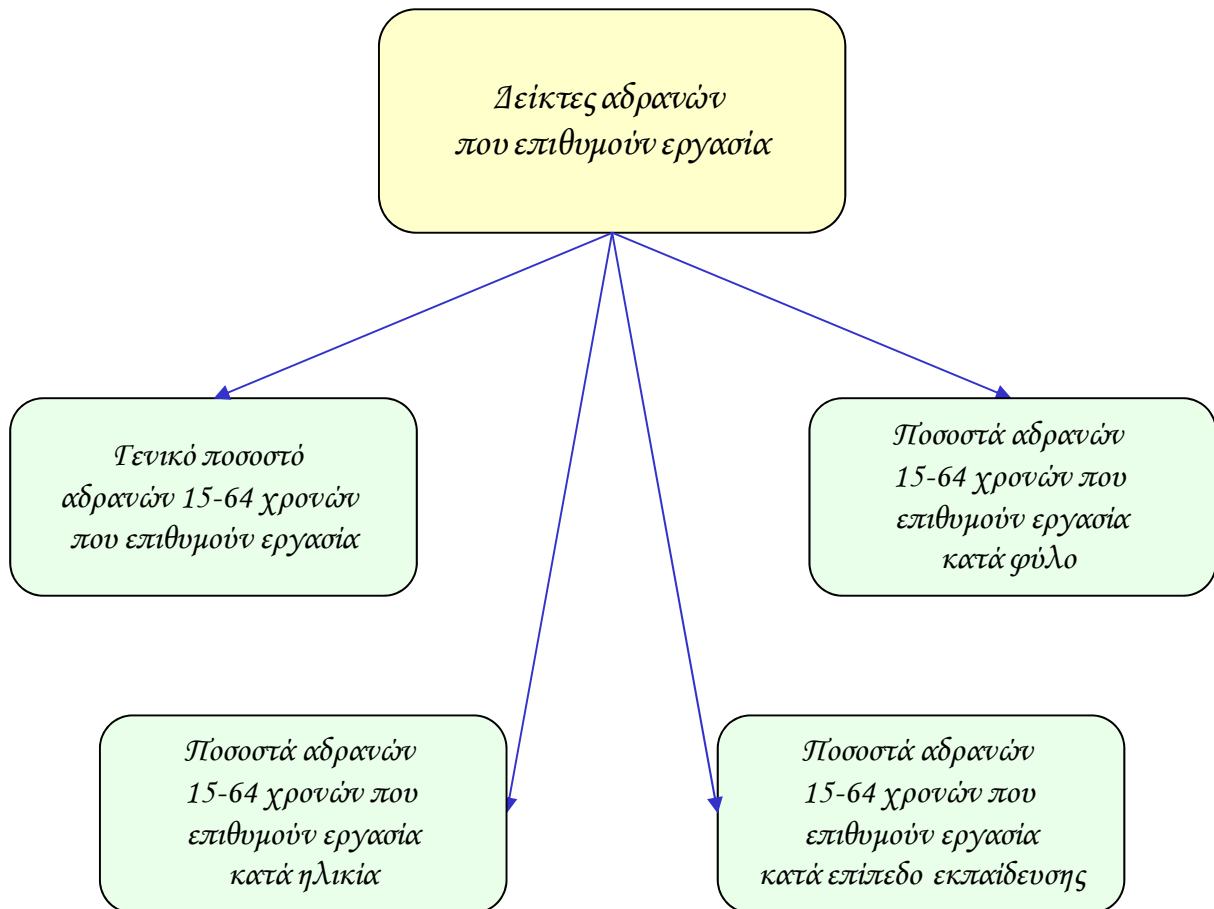 Δείκτες αδρανών
που επιθυμούν εργασία
Γενικό ποσοστό
αδρανών 15-64 χρονών
που επιθυμούν εργασία
Ποσοστά αδρανών
15-64 χρονών που
επιθυμούν εργασία
κατά φύλο
Ποσοστά αδρανών
15-64 χρονών που
επιθυμούν εργασία
κατά ηλικία
Ποσοστά αδρανών
15-64 χρονών που
επιθυμούν εργασία
κατά επίπεδο εκπαίδευσης